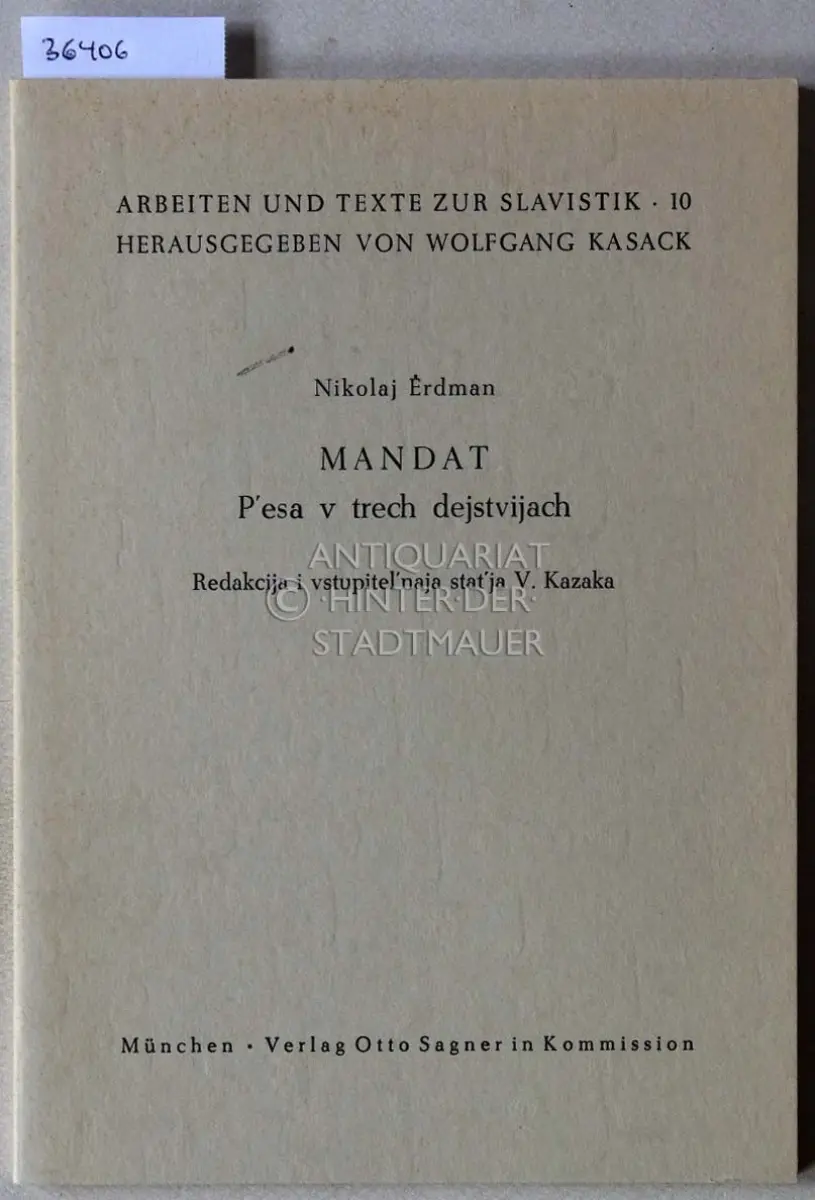 36406
ARBEITEN UND TEXTE ZUR SLAVISTIK · 10
HERAUSGEGEBEN VON WOLFGANG KASACK
Nikolaj Ėrdman
MANDAT
P'esa v trech dejstvijach
Redakcija i vstupitel'naja stat'ja V. Kazaka
ANTIQUARIAT
© ·HINTER·DER·
STADTMAUER
München · Verlag Otto Sagner in Kommission